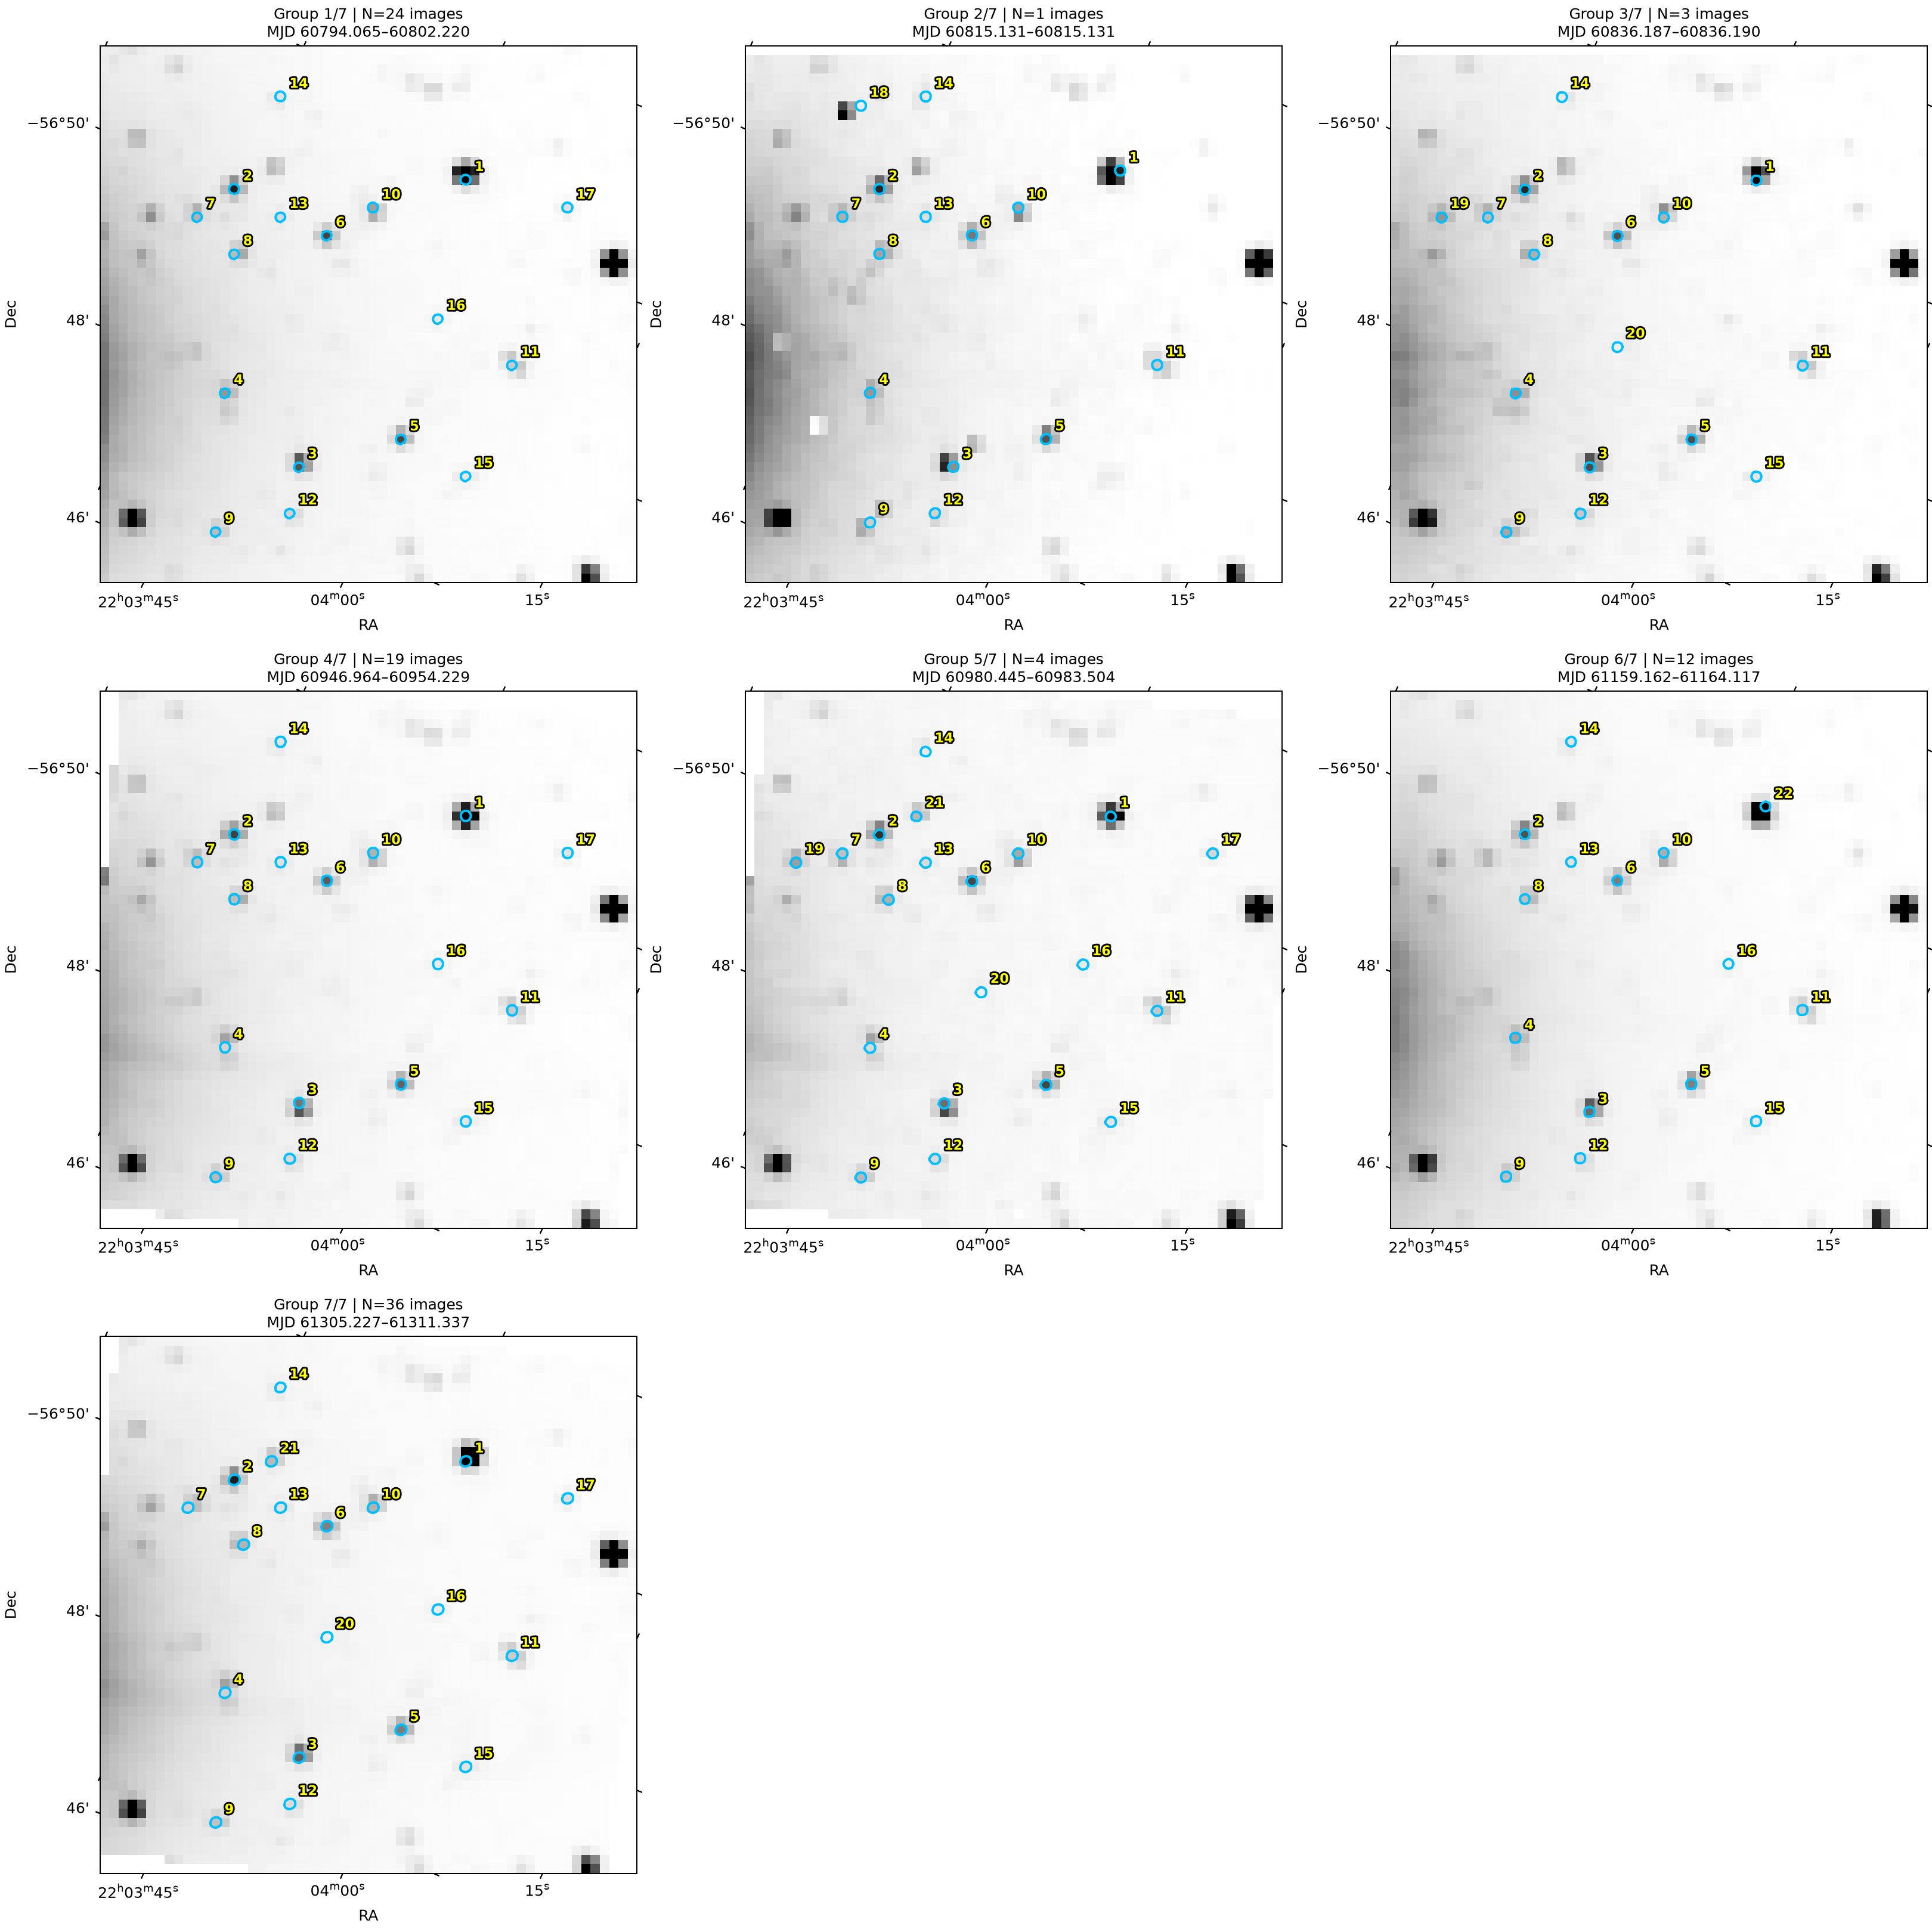 Group 1/7 | N=24 images
MJD 60794.065–60802.220
14
−56°50'
1
2
17
7
13
10
6
8
16
Dec
48'
11
4
5
3
15
12
9
46'
22ʰ03ᵐ45ˢ
04ᵐ00ˢ
15ˢ
RA
Group 2/7 | N=1 images
MJD 60815.131–60815.131
18
14
−56°50'
1
2
7
13
10
6
8
Dec
48'
11
4
5
3
9
12
46'
22ʰ03ᵐ45ˢ
04ᵐ00ˢ
15ˢ
RA
Group 3/7 | N=3 images
MJD 60836.187–60836.190
14
−56°50'
1
2
19
7
10
6
8
20
Dec
48'
11
4
5
3
15
12
9
46'
22ʰ03ᵐ45ˢ
04ᵐ00ˢ
15ˢ
RA
Group 4/7 | N=19 images
MJD 60946.964–60954.229
14
−56°50'
1
2
7
13
10
17
6
8
16
Dec
48'
11
4
5
3
15
12
9
46'
22ʰ03ᵐ45ˢ
04ᵐ00ˢ
15ˢ
RA
Group 5/7 | N=4 images
MJD 60980.445–60983.504
14
−56°50'
21
1
2
19
7
13
10
17
6
8
16
20
Dec
48'
11
4
5
3
15
12
9
46'
22ʰ03ᵐ45ˢ
04ᵐ00ˢ
15ˢ
RA
Group 6/7 | N=12 images
MJD 61159.162–61164.117
14
−56°50'
22
2
13
10
6
8
16
Dec
48'
11
4
5
3
15
12
9
46'
22ʰ03ᵐ45ˢ
04ᵐ00ˢ
15ˢ
RA
Group 7/7 | N=36 images
MJD 61305.227–61311.337
14
−56°50'
21
1
2
17
7
13
10
6
8
16
20
Dec
48'
11
4
5
3
15
12
9
46'
22ʰ03ᵐ45ˢ
04ᵐ00ˢ
15ˢ
RA